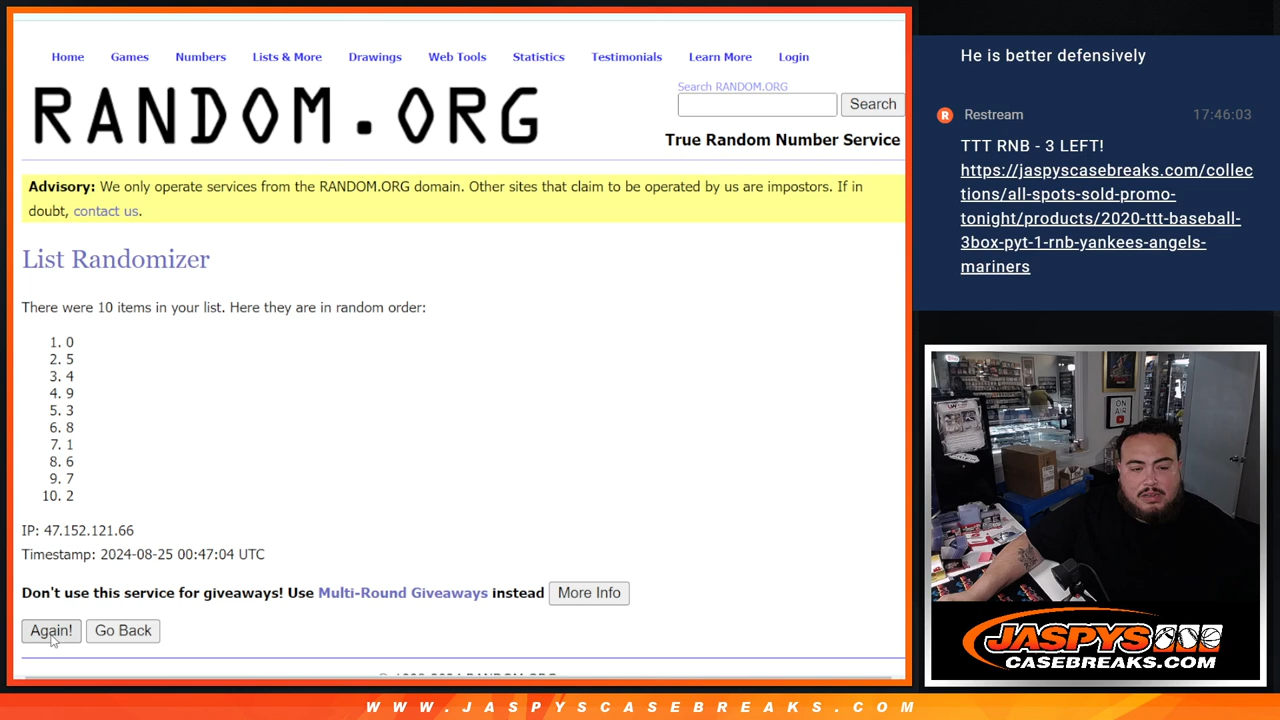 Home Games Numbers Lists & More Drawings Web Tools Statistics Testimonials Learn More Login
RANDOM.ORG
Search RANDOM.ORG
Search
True Random Number Service
Advisory: We only operate services from the RANDOM.ORG domain. Other sites that claim to be operated by us are impostors. If in
doubt, contact us.
List Randomizer
There were 10 items in your list. Here they are in random order:
1. 0
2. 5
3. 4
4. 9
5. 3
6. 8
7. 1
8. 6
9. 7
10. 2
IP: 47.152.121.66
Timestamp: 2024-08-25 00:47:04 UTC
Don't use this service for giveaways! Use Multi-Round Giveaways instead More Info
Again! Go Back
He is better defensively
Restream 17:46:03
TTT RNB - 3 LEFT!
https://jaspyscasebreaks.com/collec
tions/all-spots-sold-promo-
tonight/products/2020-ttt-baseball-
3box-pyt-1-rnb-yankees-angels-
mariners
ON
AIR
JASPYS
CASEBREAKS.COM
WWW.JASPYSCASEBREAKS.COM